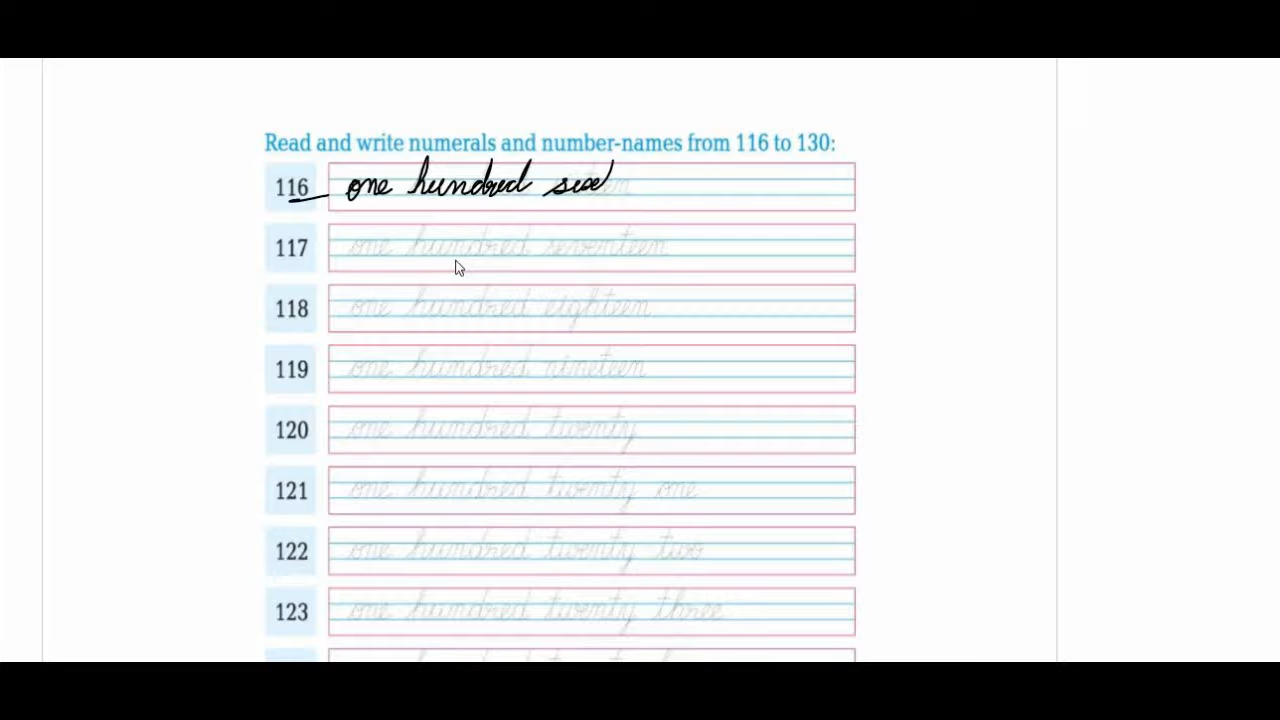 Read and write numerals and number-names from 116 to 130:
116 one hundred sixteen
117 one hundred seventeen
118 one hundred eighteen
119 one hundred nineteen
120 one hundred twenty
121 one hundred twenty one
122 one hundred twenty two
123 one hundred twenty three